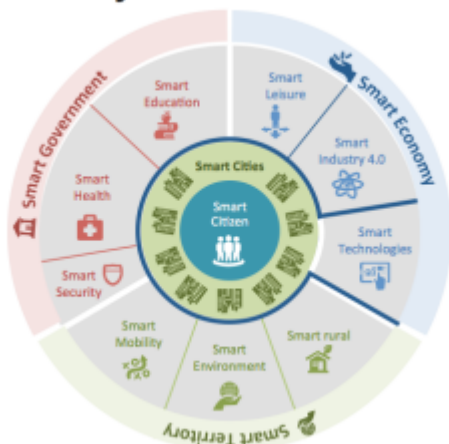 Smart Government
Smart Economy
Smart Territory
Smart
Education
Smart
Health
Smart
Security
Smart
Leisure
Smart
Industry 4.0
Smart
Technologies
Smart Cities
Smart
Citizen
Smart
Mobility
Smart
Environment
Smart rural